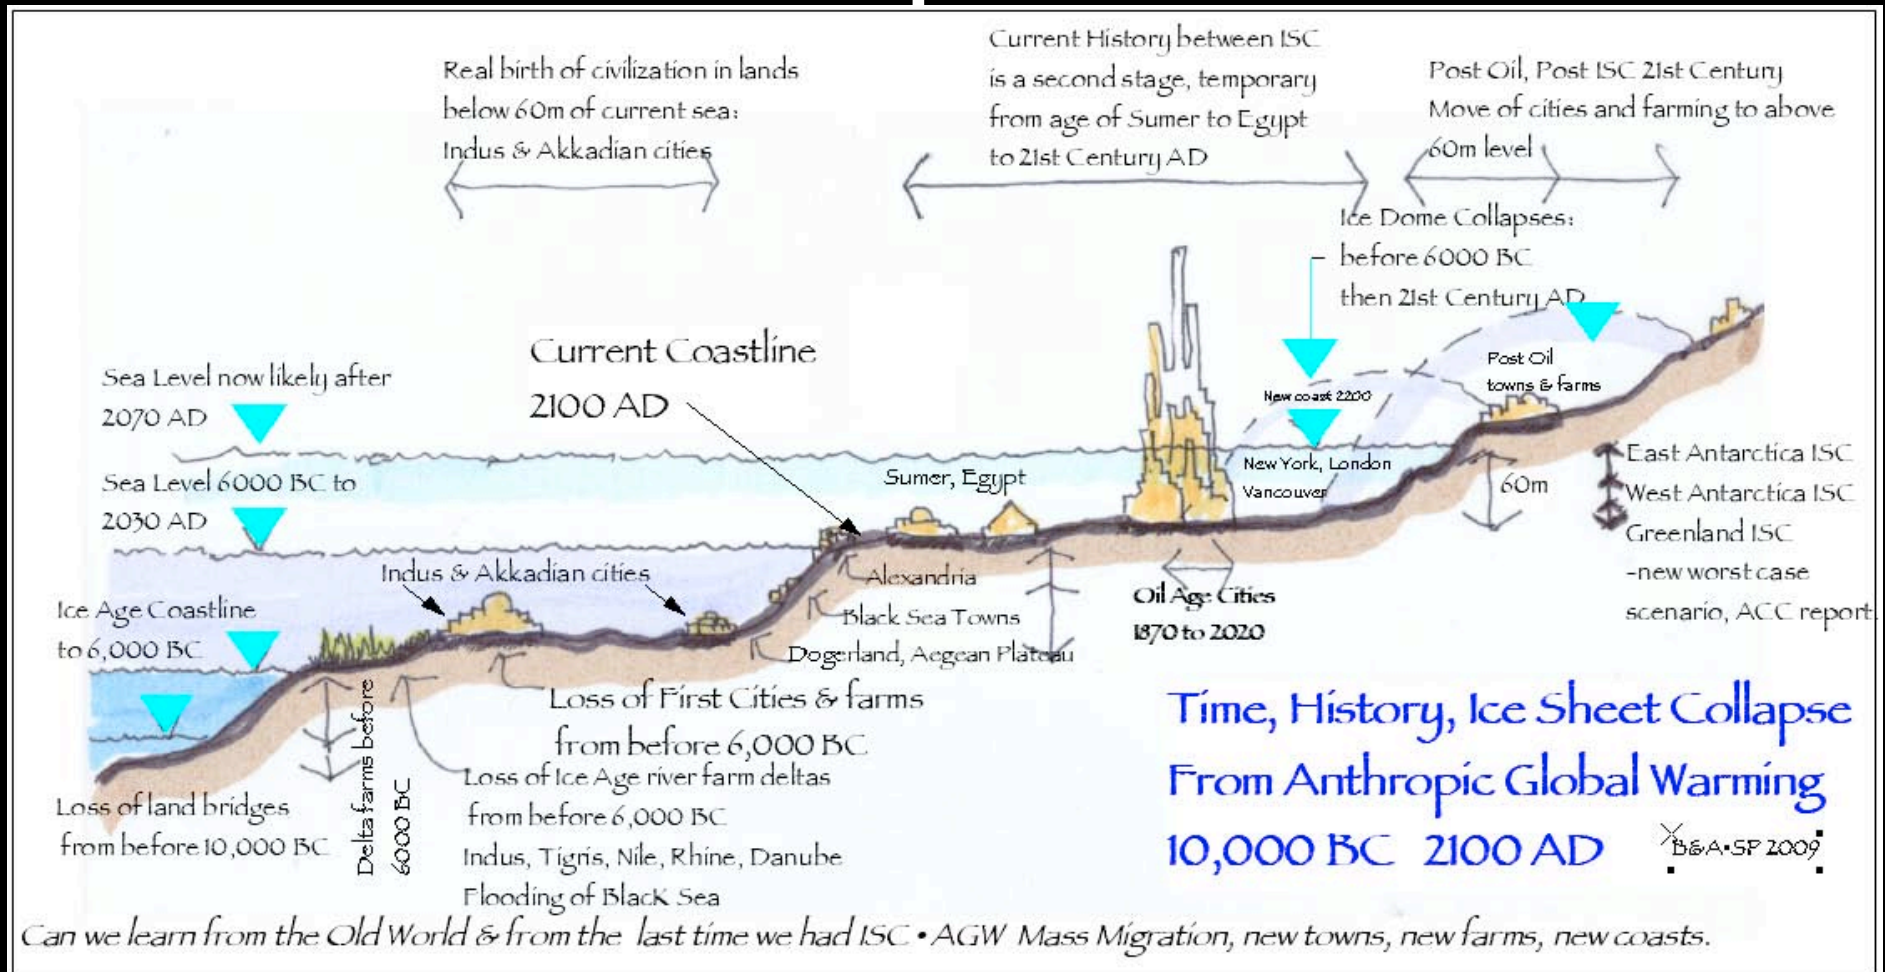 Real birth of civilization in lands
below 60m of current sea:
Indus & Akkadian cities
Current History between ISC
is a second stage, temporary
from age of Sumer to Egypt
to 21st Century AD
Post Oil, Post ISC 21st Century
Move of cities and farming to above
60m level
Ice Dome Collapses:
before 6000 BC
then 21st Century AD
Current Coastline
2100 AD
Sea Level now likely after
2070 AD
Post Oil
towns & farms
New coast 2200
Sea Level 6000 BC to
2030 AD
Sumer, Egypt
New York, London
Vancouver
60m
East Antarctica ISC
West Antarctica ISC
Greenland ISC
-new worst case
scenario, ACC report
Indus & Akkadian cities
Alexandria
Black Sea Towns
Dogerland, Aegean Plateau
Oil Age Cities
1870 to 2020
Ice Age Coastline
to 6,000 BC
Loss of First Cities & farms
from before 6,000 BC
Delta farms before
6000 BC
Loss of Ice Age river farm deltas
from before 6,000 BC
Indus, Tigris, Nile, Rhine, Danube
Flooding of Black Sea
Loss of land bridges
from before 10,000 BC
Time, History, Ice Sheet Collapse
From Anthropic Global Warming
10,000 BC 2100 AD
B&A•SP 2009
Can we learn from the Old World & from the last time we had ISC • AGW Mass Migration, new towns, new farms, new coasts.